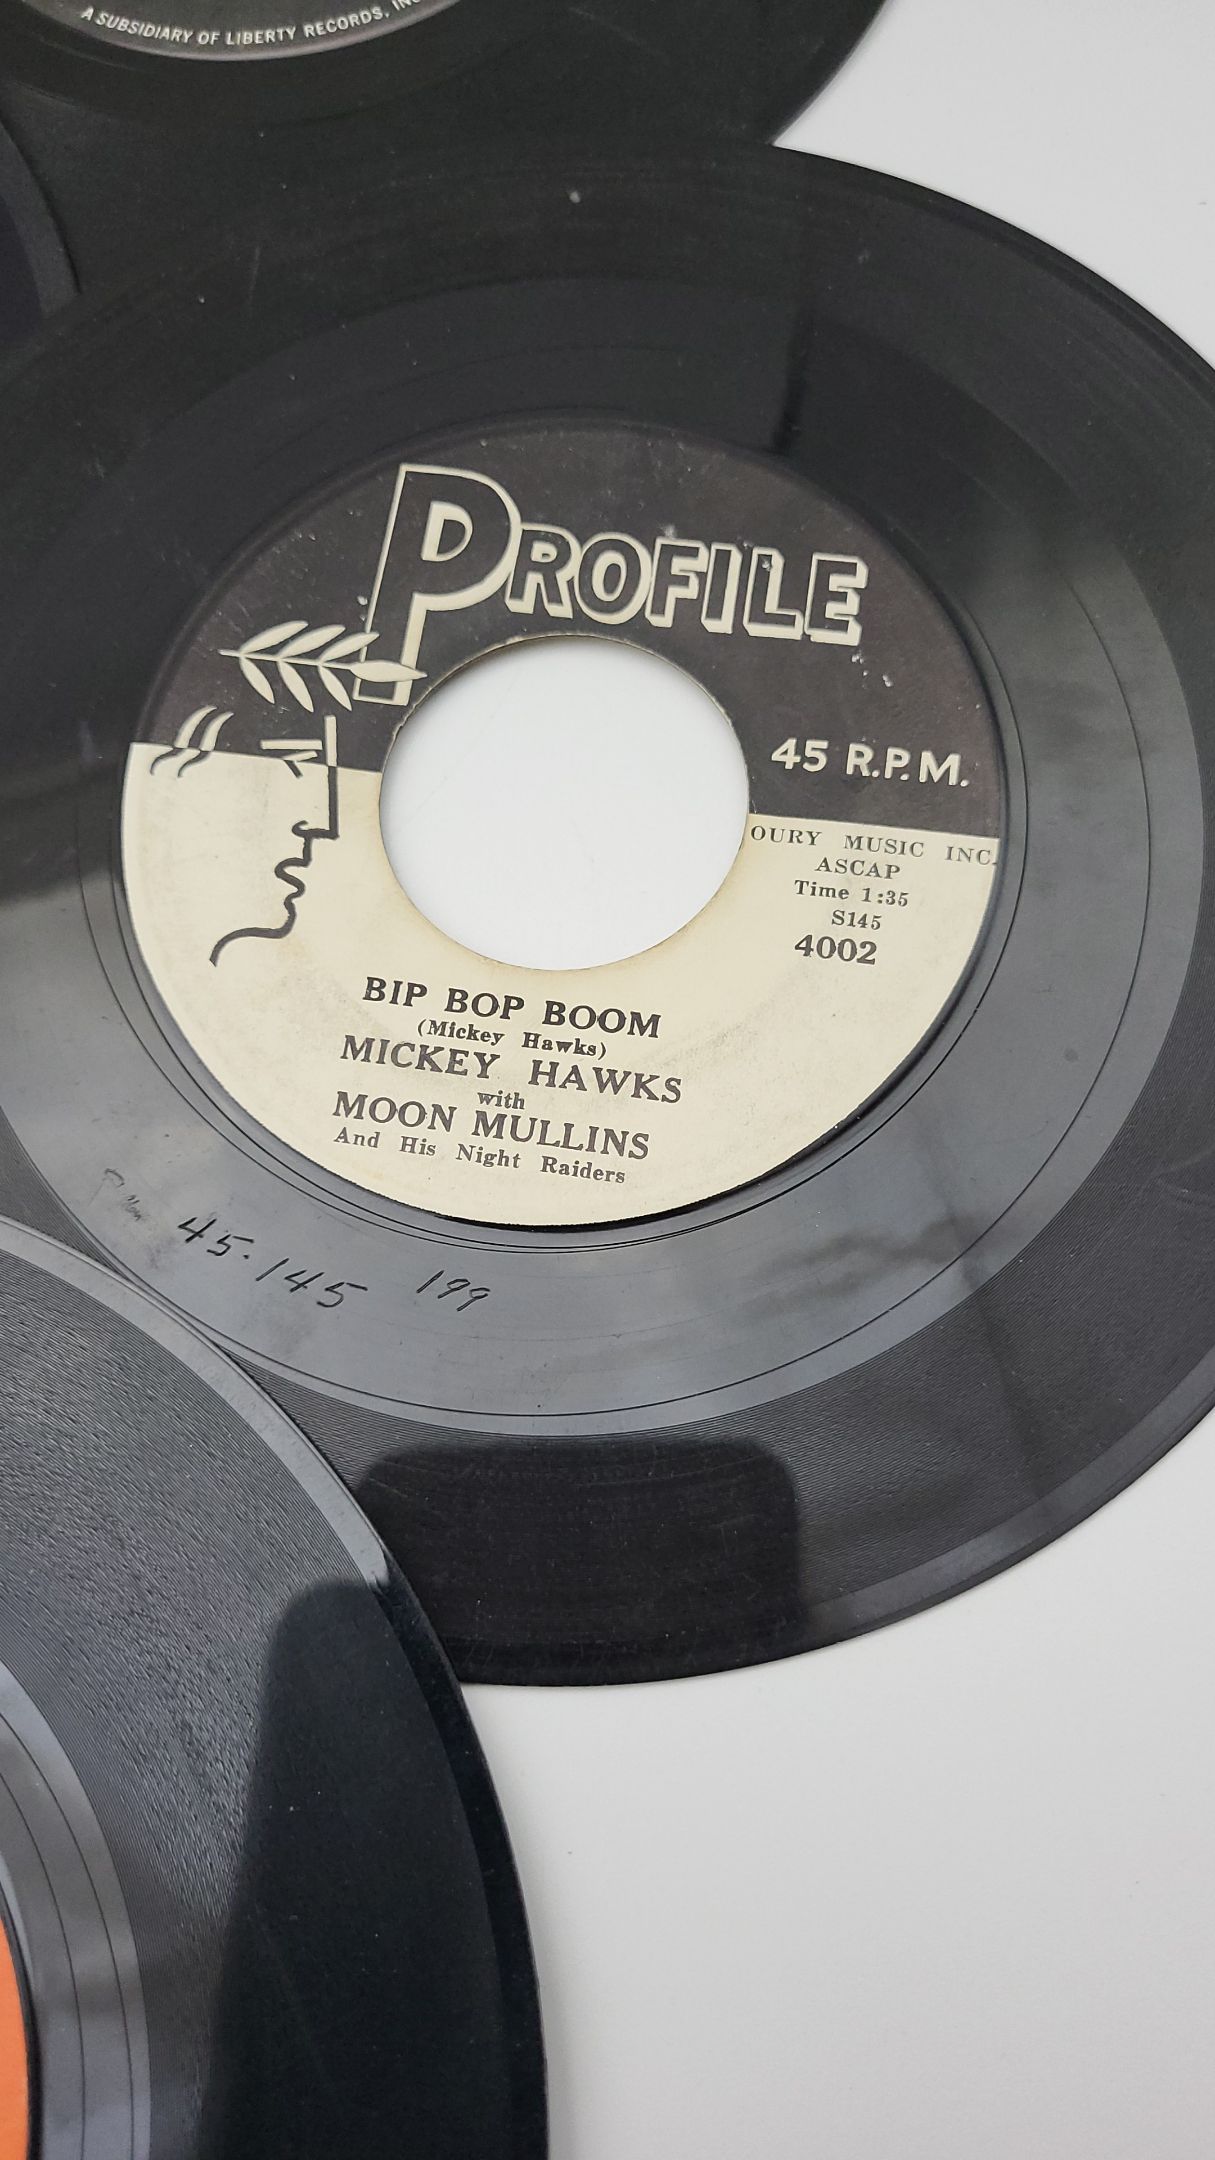 A SUBSIDIARY OF LIBERTY RECORDS, INC
PROFILE
45 R.P.M.
OURY MUSIC INC.
ASCAP
Time 1:35
S145
4002
BIP BOP BOOM
(Mickey Hawks)
MICKEY HAWKS
with
MOON MULLINS
And His Night Raiders
45-145 199